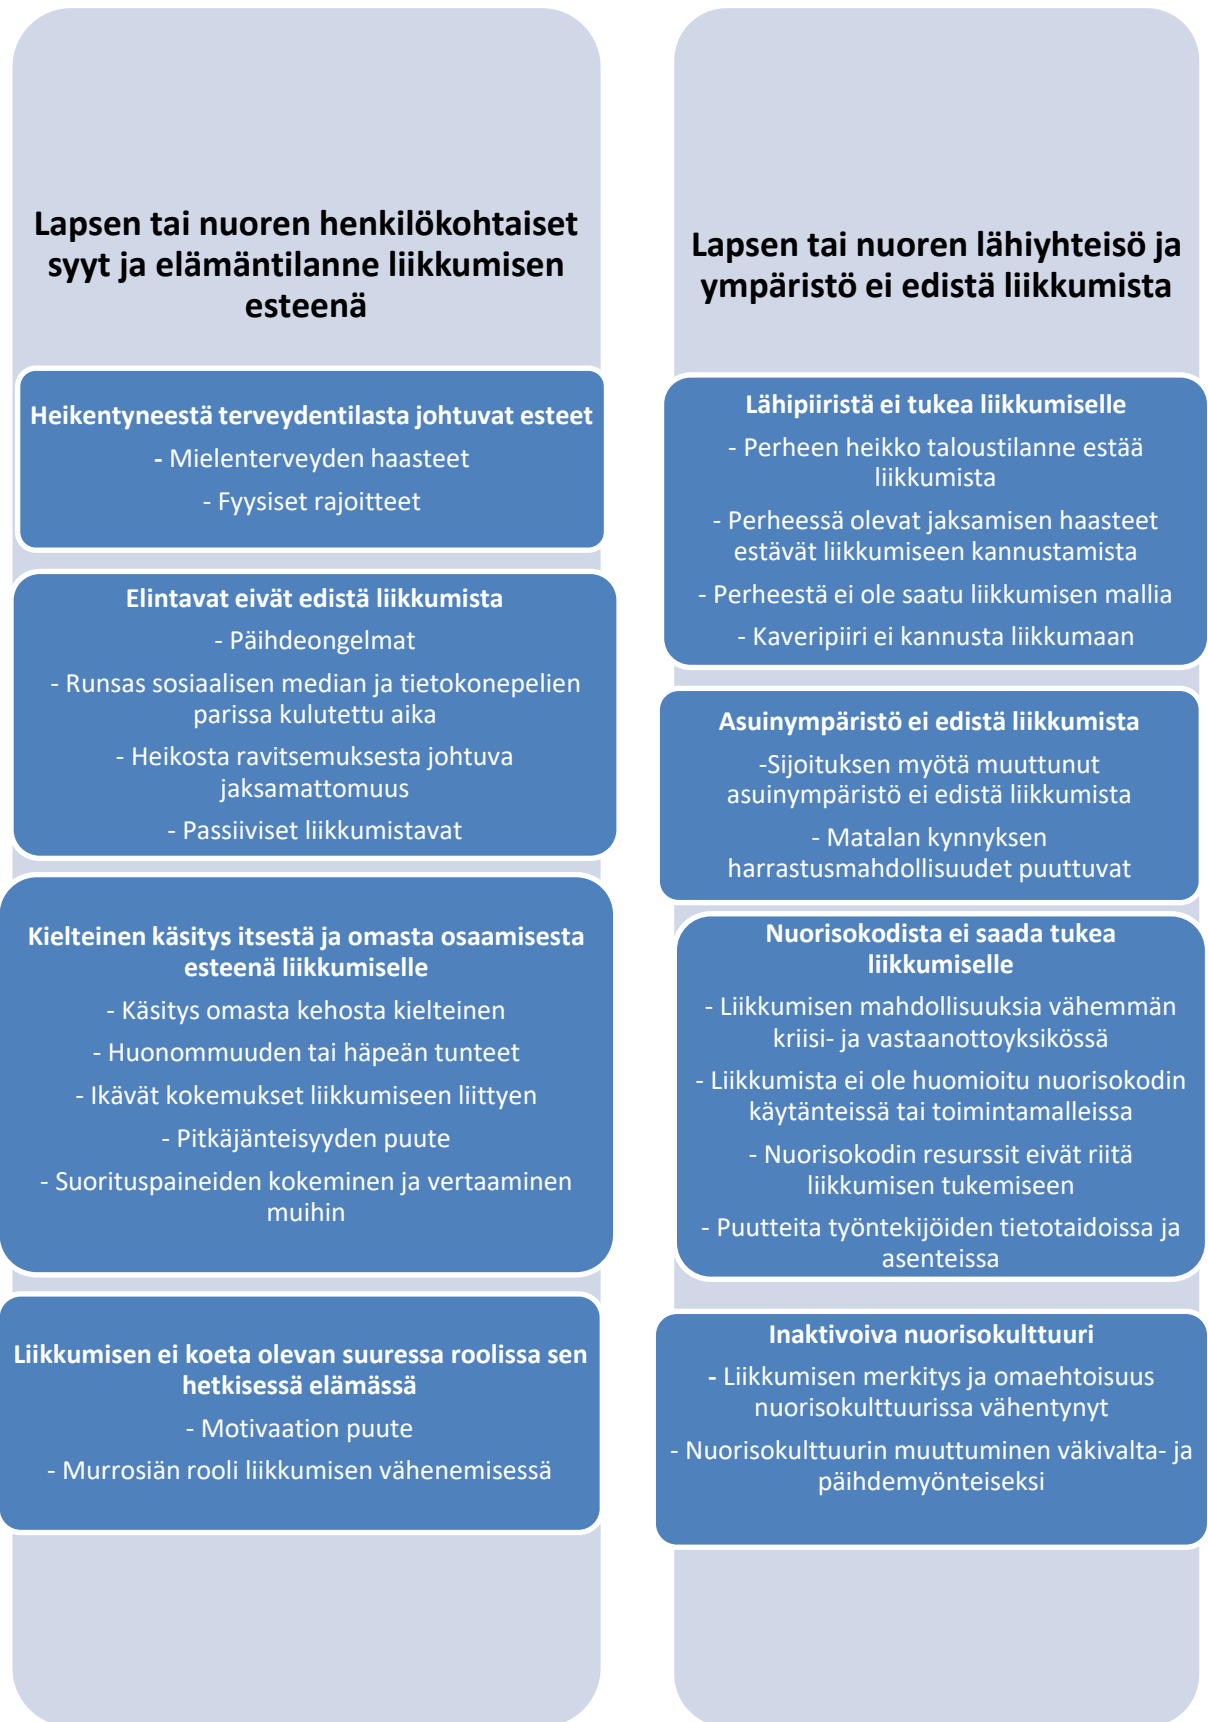 Lapsen tai nuoren henkilökohtaiset
syyt ja elämäntilanne liikkumisen
esteenä
Heikentyneestä terveydentilasta johtuvat esteet
- Mielenterveyden haasteet
- Fyysiset rajoitteet
Elintavat eivät edistä liikkumista
- Päihdeongelmat
- Runsas sosiaalisen median ja tietokonepelien
parissa kulutettu aika
- Heikosta ravitsemuksesta johtuva
jaksamattomuus
- Passiiviset liikkumistavat
Kielteinen käsitys itsestä ja omasta osaamisesta
esteenä liikkumiselle
- Käsitys omasta kehosta kielteinen
- Huonommuuden tai häpeän tunteet
- Ikävät kokemukset liikkumiseen liittyen
- Pitkäjänteisyyden puute
- Suorituspaineiden kokeminen ja vertaaminen
muihin
Liikkumisen ei koeta olevan suuressa roolissa sen
hetkisessä elämässä
- Motivaation puute
- Murrosiän rooli liikkumisen vähenemisessä
Lapsen tai nuoren lähiyhteisö ja
ympäristö ei edistä liikkumista
Lähipiiristä ei tukea liikkumiselle
- Perheen heikko taloustilanne estää
liikkumista
- Perheessä olevat jaksamisen haasteet
estävät liikkumiseen kannustamista
- Perheestä ei ole saatu liikkumisen mallia
- Kaveripiiri ei kannusta liikkumaan
Asuinympäristö ei edistä liikkumista
-Sijoituksen myötä muuttunut
asuinympäristö ei edistä liikkumista
- Matalan kynnyksen
harrastusmahdollisuudet puuttuvat
Nuorisokodista ei saada tukea
liikkumiselle
- Liikkumisen mahdollisuuksia vähemmän
kriisi- ja vastaanottoyksikössä
- Liikkumista ei ole huomioitu nuorisokodin
käytänteissä tai toimintamalleissa
- Nuorisokodin resurssit eivät riitä
liikkumisen tukemiseen
- Puutteita työntekijöiden tietotaidoissa ja
asenteissa
Inaktivoiva nuorisokulttuuri
- Liikkumisen merkitys ja omaehtoisuus
nuorisokulttuurissa vähentynyt
- Nuorisokulttuurin muuttuminen väkivalta- ja
päihdemyönteiseksi